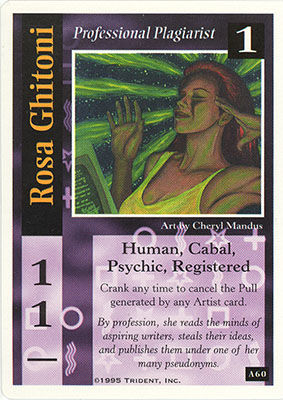 Professional Plagiarist
1
Rosa Ghitoni
Art by Cheryl Mandus
Human, Cabal,
Psychic, Registered
Crank any time to cancel the Pull
generated by any Artist card.
By profession, she reads the minds of
aspiring writers, steals their ideas,
and publishes them under one of her
many pseudonyms.
1
1
©1995 TRIDENT, INC.
A60